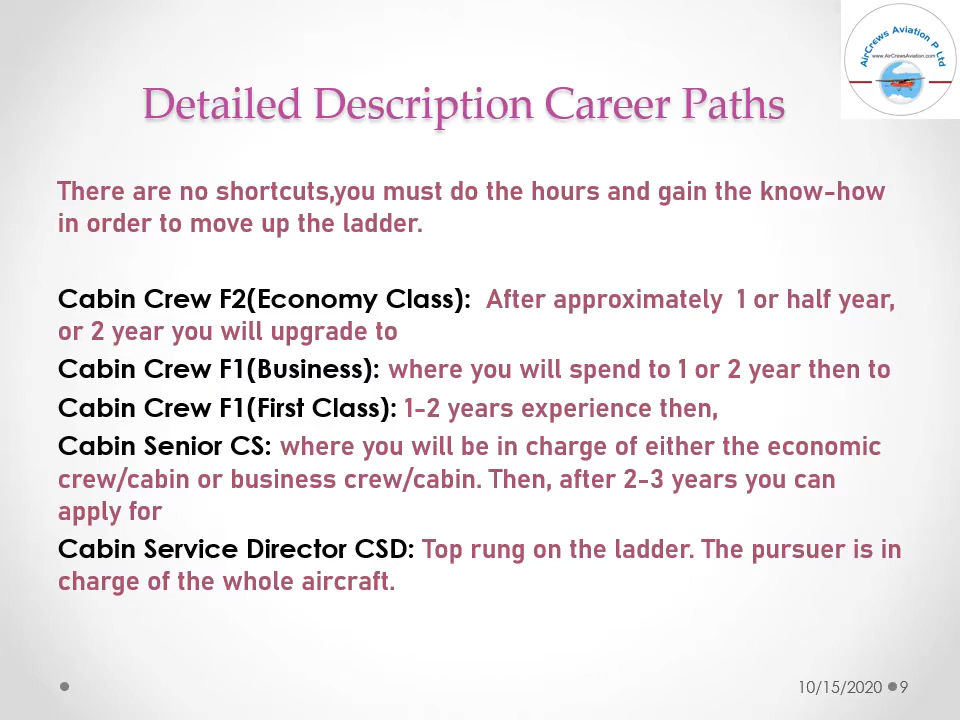 AirCrews Aviation P Ltd
www.AirCrewsAviation.com
Detailed Description Career Paths
There are no shortcuts,you must do the hours and gain the know-how
in order to move up the ladder.
Cabin Crew F2(Economy Class): After approximately 1 or half year,
or 2 year you will upgrade to
Cabin Crew F1(Business): where you will spend to 1 or 2 year then to
Cabin Crew F1(First Class): 1-2 years experience then,
Cabin Senior CS: where you will be in charge of either the economic
crew/cabin or business crew/cabin. Then, after 2-3 years you can
apply for
Cabin Service Director CSD: Top rung on the ladder. The pursuer is in
charge of the whole aircraft.
10/15/2020 9